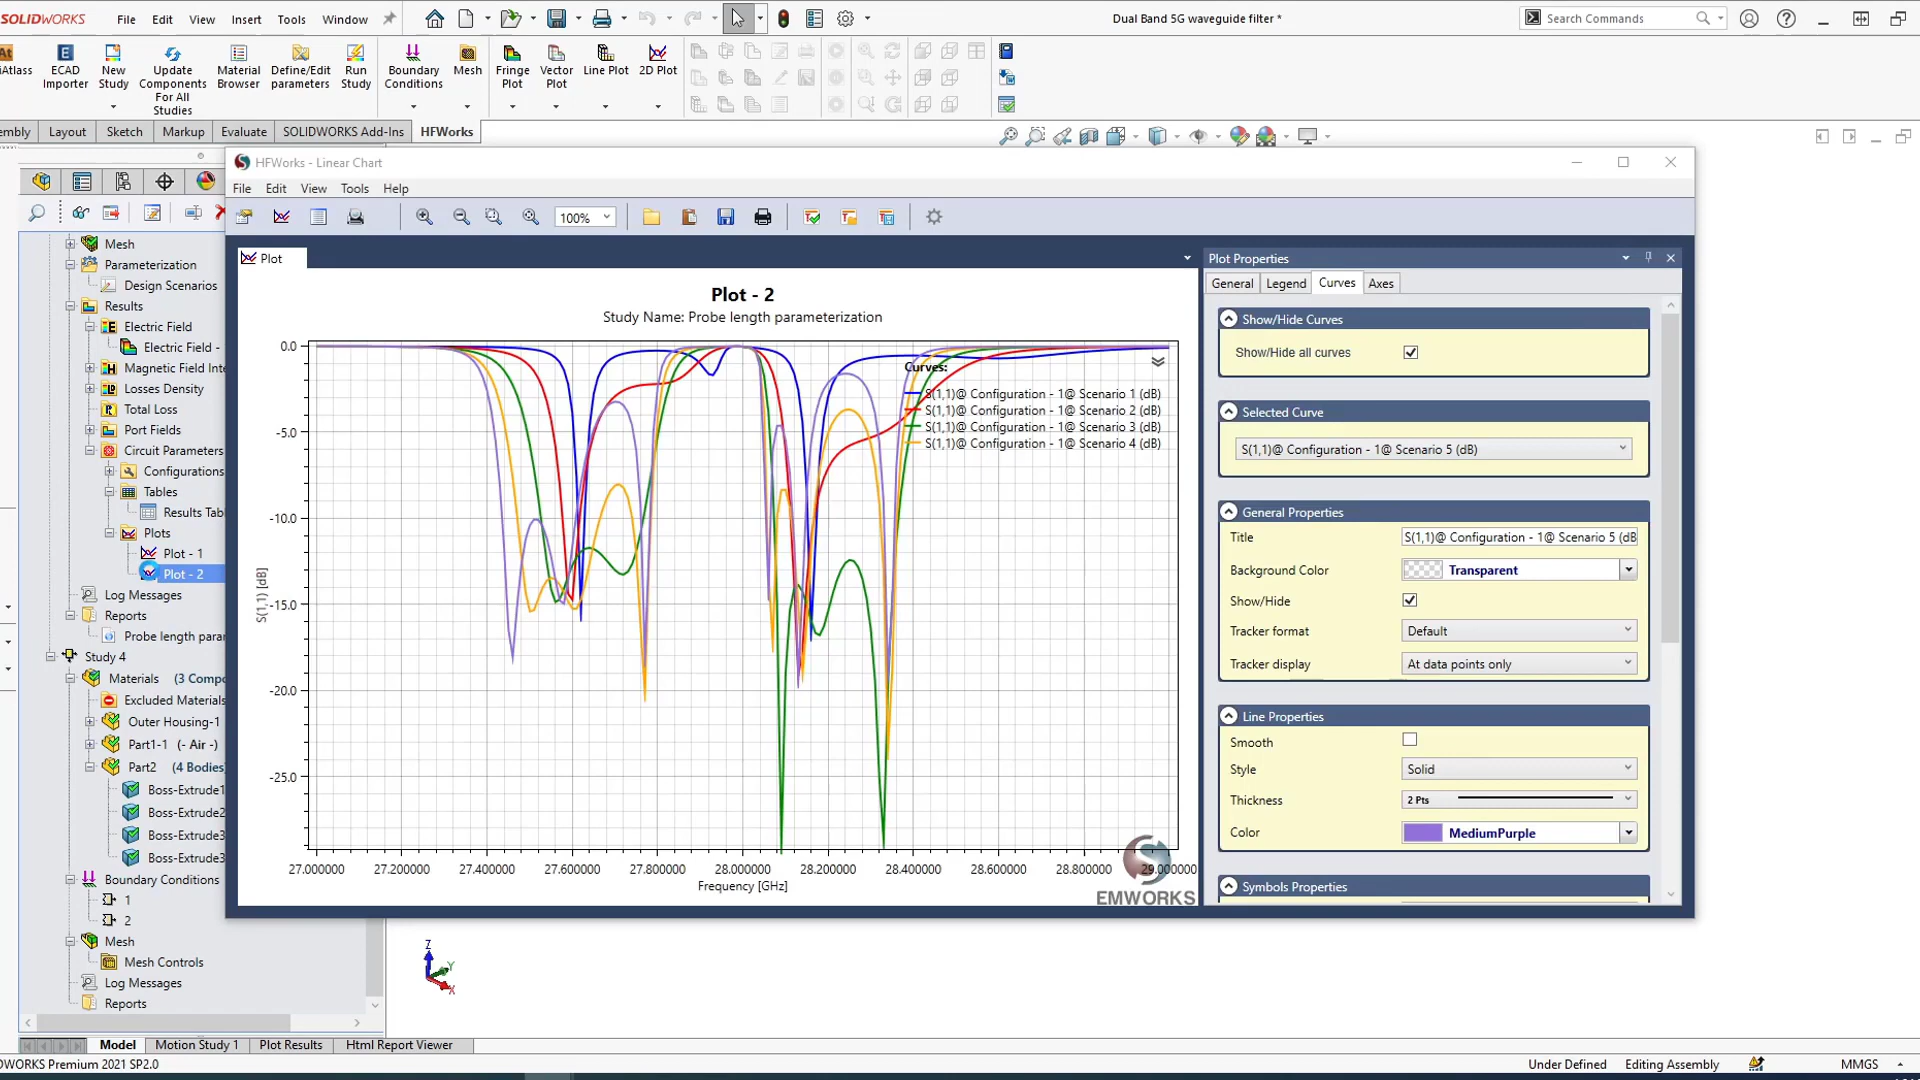 SOLIDWORKS File Edit View Insert Tools Window
Dual Band 5G waveguide filter *
Search Commands
iAtlass
ECAD Importer
New Study
Update Components For All Studies
Material Browser
Define/Edit parameters
Run Study
Boundary Conditions
Mesh
Fringe Plot
Vector Plot
Line Plot
2D Plot
embly Layout Sketch Markup Evaluate SOLIDWORKS Add-Ins HFWorks
Mesh
Parameterization
Design Scenarios
Results
Electric Field
Electric Field -
Magnetic Field Inte
Losses Density
Total Loss
Port Fields
Circuit Parameters
Configurations
Tables
Results Tab
Plots
Plot - 1
Plot - 2
Log Messages
Reports
Probe length parar
Study 4
Materials (3 Compo
Excluded Materials
Outer Housing-1
Part1-1 (- Air -)
Part2 (4 Bodies
Boss-Extrude1
Boss-Extrude2
Boss-Extrude3
Boss-Extrude3
Boundary Conditions
1
2
Mesh
Mesh Controls
Log Messages
Reports
HFWorks - Linear Chart
File Edit View Tools Help
100%
Plot
Plot - 2
Study Name: Probe length parameterization
Curves:
S(1,1)@ Configuration - 1@ Scenario 1 (dB)
S(1,1)@ Configuration - 1@ Scenario 2 (dB)
S(1,1)@ Configuration - 1@ Scenario 3 (dB)
S(1,1)@ Configuration - 1@ Scenario 4 (dB)
0.0
-5.0
-10.0
-15.0
-20.0
-25.0
S(1,1) [dB]
27.000000 27.200000 27.400000 27.600000 27.800000 28.000000 28.200000 28.400000 28.600000 28.800000 29.000000
Frequency [GHz]
EMWORKS
Plot Properties
General Legend Curves Axes
Show/Hide Curves
Show/Hide all curves
Selected Curve
S(1,1)@ Configuration - 1@ Scenario 5 (dB)
General Properties
Title S(1,1)@ Configuration - 1@ Scenario 5 (dB
Background Color Transparent
Show/Hide
Tracker format Default
Tracker display At data points only
Line Properties
Smooth
Style Solid
Thickness 2 Pts
Color MediumPurple
Symbols Properties
Z
Y
X
Model Motion Study 1 Plot Results Html Report Viewer
DWORKS Premium 2021 SP2.0
Under Defined Editing Assembly MMGS